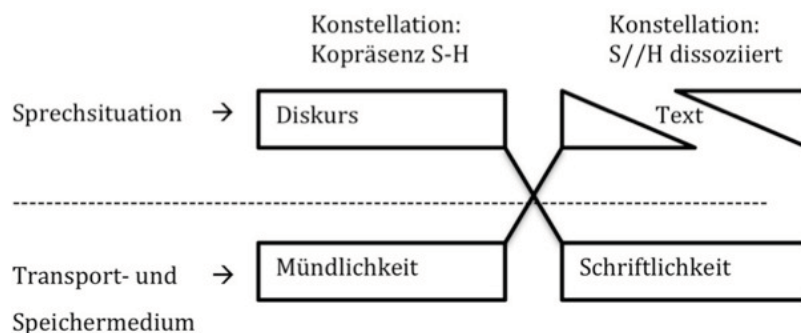 Konstellation:
Kopräsenz S-H
Konstellation:
S//H dissoziiert
Sprechsituation →
Diskurs
Text
Transport- und →
Speichermedium
Mündlichkeit
Schriftlichkeit